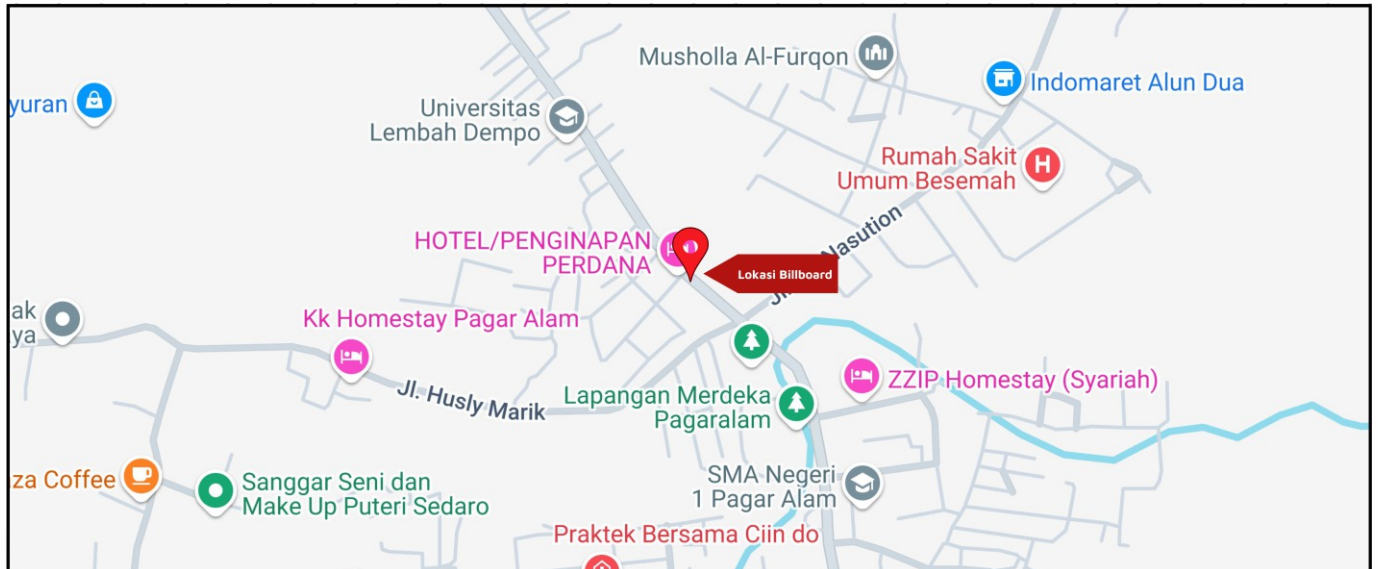 Musholla Al-Furqon
Indomaret Alun Dua
yuran
Universitas
Lembah Dempo
Rumah Sakit
Umum Besemah
H
HOTEL/PENGINAPAN
PERDANA
Nasution
Lokasi Billboard
ak
ya
Kk Homestay Pagar Alam
Jl. Husly Marik
Lapangan Merdeka
Pagaralam
ZZIP Homestay (Syariah)
za Coffee
Sanggar Seni dan
Make Up Puteri Sedaro
SMA Negeri
1 Pagar Alam
Praktek Bersama Ciin do